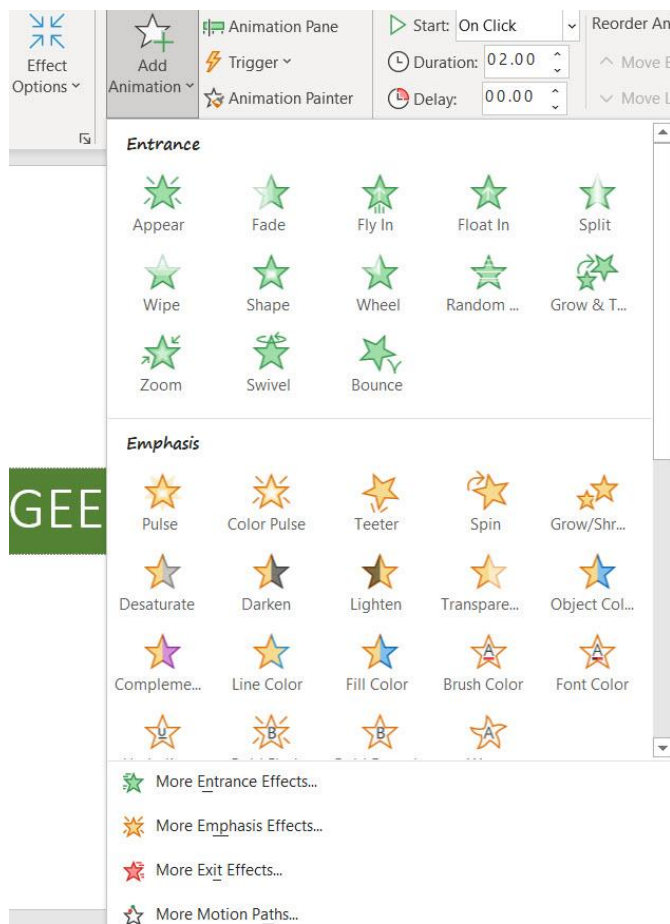 Effect
Options
Add
Animation
Animation Pane
Trigger
Animation Painter
Start: On Click
Duration: 02.00
Delay: 00.00
Reorder An
Move
Move
Entrance
Appear Fade Fly In Float In Split
Wipe Shape Wheel Random ... Grow & T...
Zoom Swivel Bounce
Emphasis
GEE
Pulse Color Pulse Teeter Spin Grow/Shr...
Desaturate Darken Lighten Transpare... Object Col...
Compleme... Line Color Fill Color Brush Color Font Color
U B B A
More Entrance Effects...
More Emphasis Effects...
More Exit Effects...
More Motion Paths...